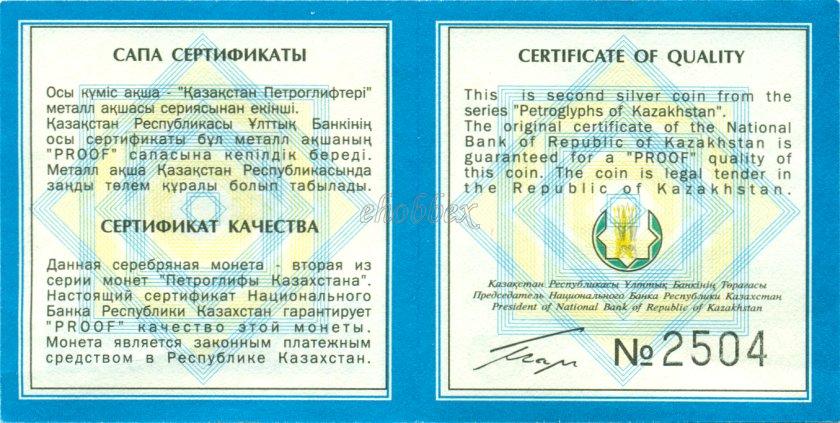 САПА СЕРТИФИКАТЫ
Осы күміс ақша - "Қазақстан Петроглифтері"
металл ақшасы сериясынан екінші.
Қазақстан Республикасы Ұлттық Банкінің
осы сертификаты бұл металл ақшаның
"PROOF" сапасына кепілдік береді.
Металл ақша Қазақстан Республикасында
заңды төлем құралы болып табылады.
СЕРТИФИКАТ КАЧЕСТВА
Данная серебряная монета - вторая из
серии монет "Петроглифы Казахстана".
Настоящий сертификат Национального
Банка Республики Казахстан гарантирует
"PROOF" качество этой монеты.
Монета является законным платежным
средством в Республике Казахстан.
CERTIFICATE OF QUALITY
This is second silver coin from the
series "Petroglyphs of Kazakhstan".
The original certificate of the National
Bank of Republic of Kazakhstan is
guaranteed for a "PROOF" quality of
this coin. The coin is legal tender in
the Republic of Kazakhstan.
Қазақстан Республикасы Ұлттық Банкінің Төрағасы
Председатель Национального Банка Республики Казахстан
President of National Bank of Republic of Kazakhstan
№ 2504
ehobbex